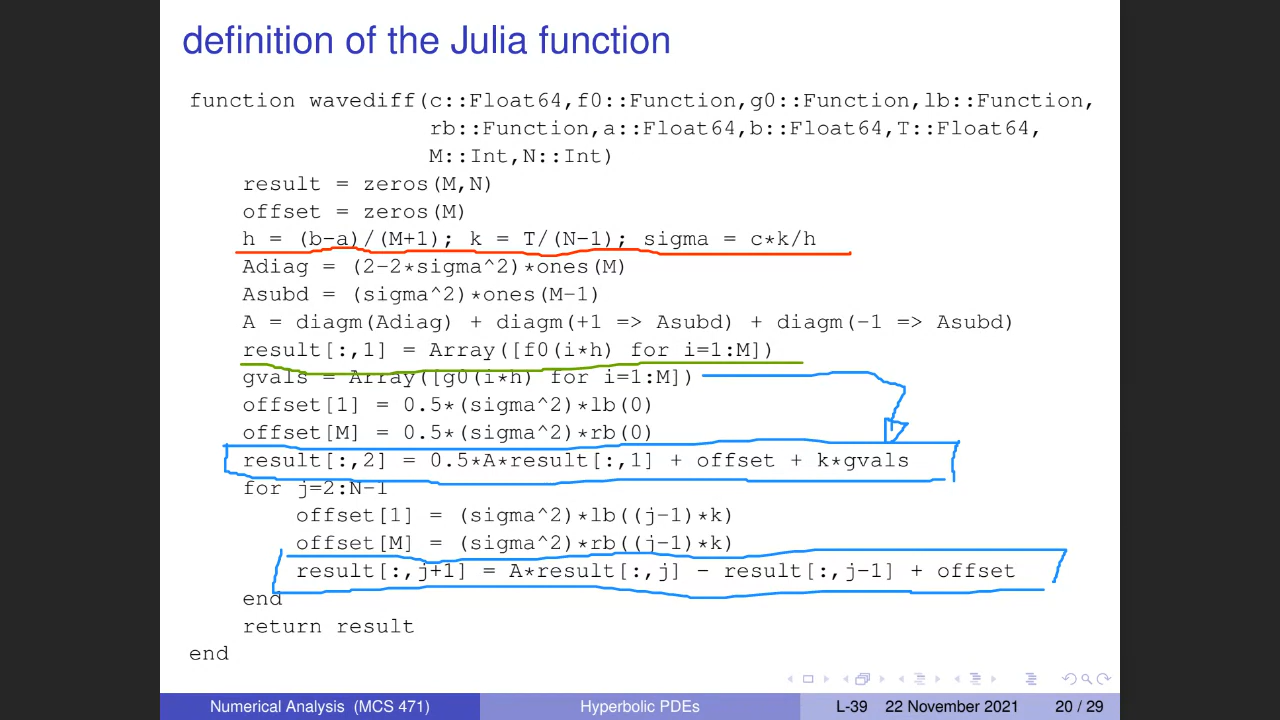 definition of the Julia function
function wavediff(c::Float64,f0::Function,g0::Function,lb::Function,
                  rb::Function,a::Float64,b::Float64,T::Float64,
                  M::Int,N::Int)
    result = zeros(M,N)
    offset = zeros(M)
    h = (b-a)/(M+1); k = T/(N-1); sigma = c*k/h
    Adiag = (2-2*sigma^2)*ones(M)
    Asubd = (sigma^2)*ones(M-1)
    A = diagm(Adiag) + diagm(+1 => Asubd) + diagm(-1 => Asubd)
    result[:,1] = Array([f0(i*h) for i=1:M])
    gvals = Array([g0(i*h) for i=1:M])
    offset[1] = 0.5*(sigma^2)*lb(0)
    offset[M] = 0.5*(sigma^2)*rb(0)
    result[:,2] = 0.5*A*result[:,1] + offset + k*gvals
    for j=2:N-1
        offset[1] = (sigma^2)*lb((j-1)*k)
        offset[M] = (sigma^2)*rb((j-1)*k)
        result[:,j+1] = A*result[:,j] - result[:,j-1] + offset
    end
    return result
end
Numerical Analysis (MCS 471) Hyperbolic PDEs L-39 22 November 2021 20 / 29